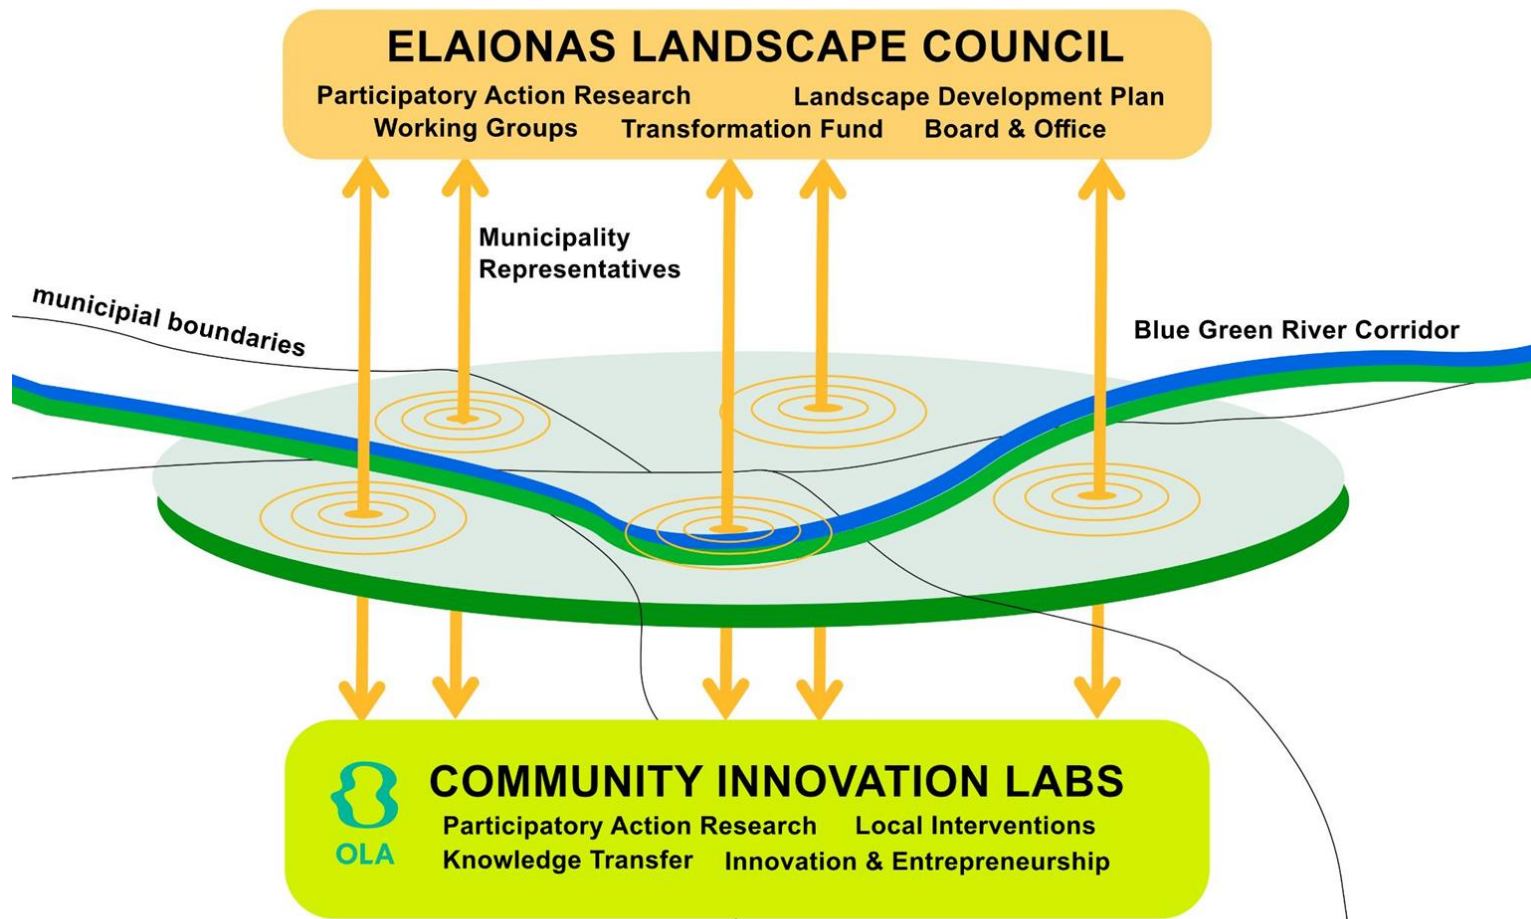 ELAIONAS LANDSCAPE COUNCIL
Participatory Action Research Landscape Development Plan
Working Groups Transformation Fund Board & Office
Municipality
Representatives
municipial boundaries
Blue Green River Corridor
COMMUNITY INNOVATION LABS
Participatory Action Research Local Interventions
Knowledge Transfer Innovation & Entrepreneurship
OLA